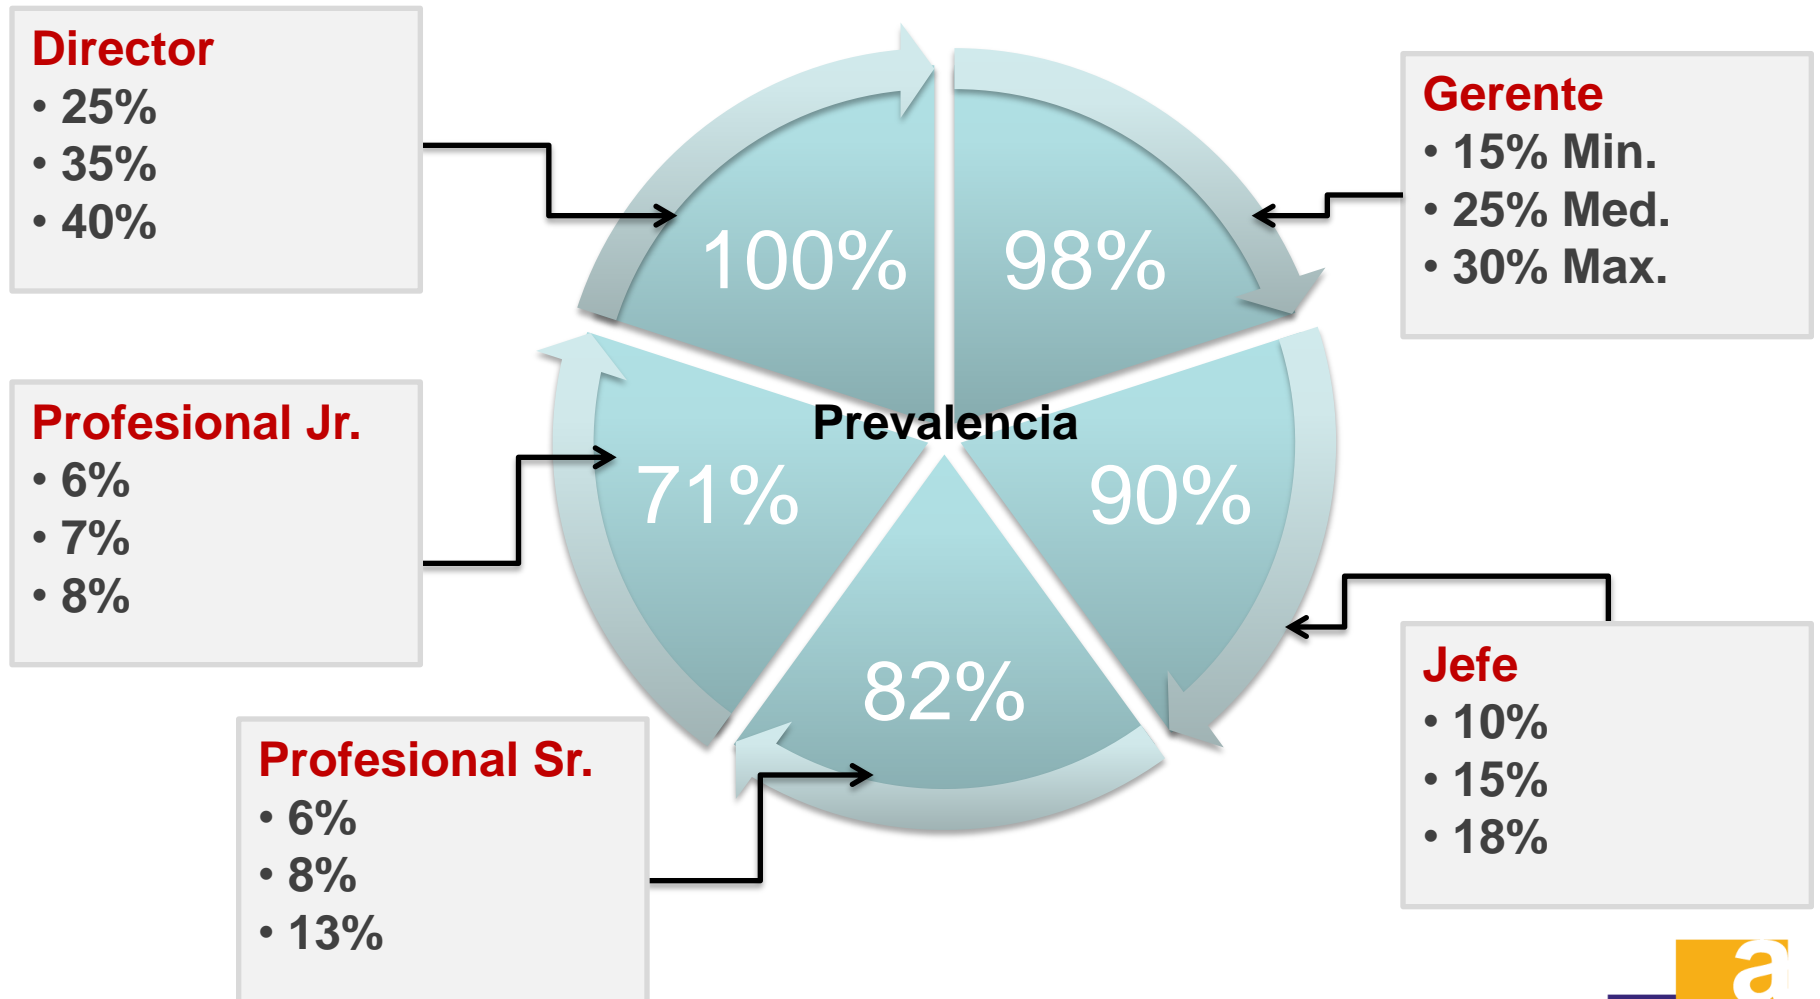 Director
• 25%
• 35%
• 40%
Gerente
• 15% Min.
• 25% Med.
• 30% Max.
100%
98%
Prevalencia
Profesional Jr.
• 6%
• 7%
• 8%
71%
90%
82%
Jefe
• 10%
• 15%
• 18%
Profesional Sr.
• 6%
• 8%
• 13%
a